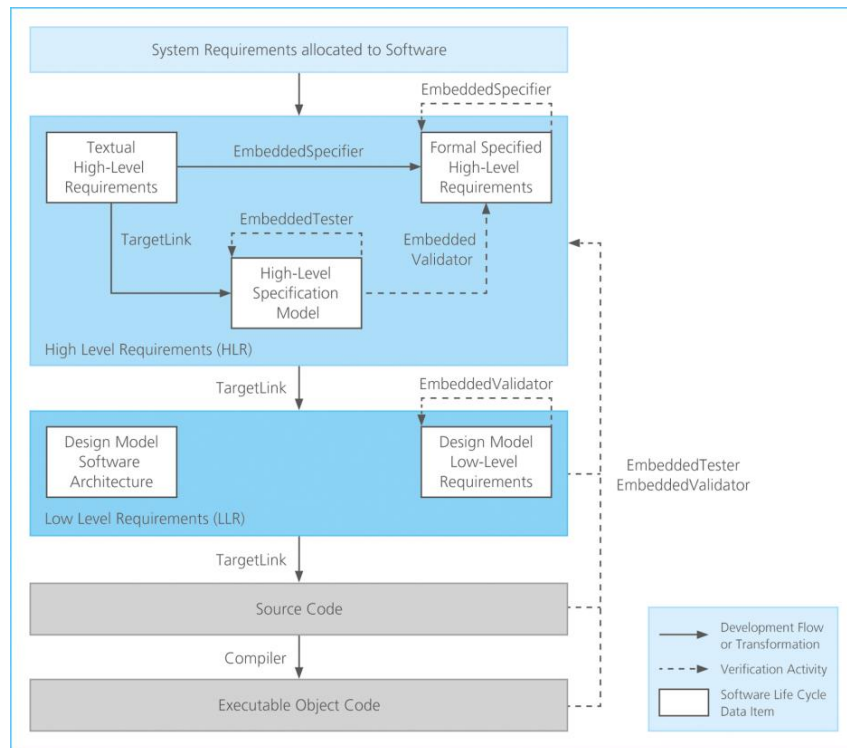 System Requirements allocated to Software
EmbeddedSpecifier
Textual
High-Level
Requirements
EmbeddedSpecifier
Formal Specified
High-Level
Requirements
EmbeddedTester
TargetLink
Embedded
Validator
High-Level
Specification
Model
High Level Requirements (HLR)
TargetLink
EmbeddedValidator
Design Model
Software
Architecture
Design Model
Low-Level
Requirements
EmbeddedTester
EmbeddedValidator
Low Level Requirements (LLR)
TargetLink
Source Code
Compiler
Executable Object Code
Development Flow
or Transformation
Verification Activity
Software Life Cycle
Data Item